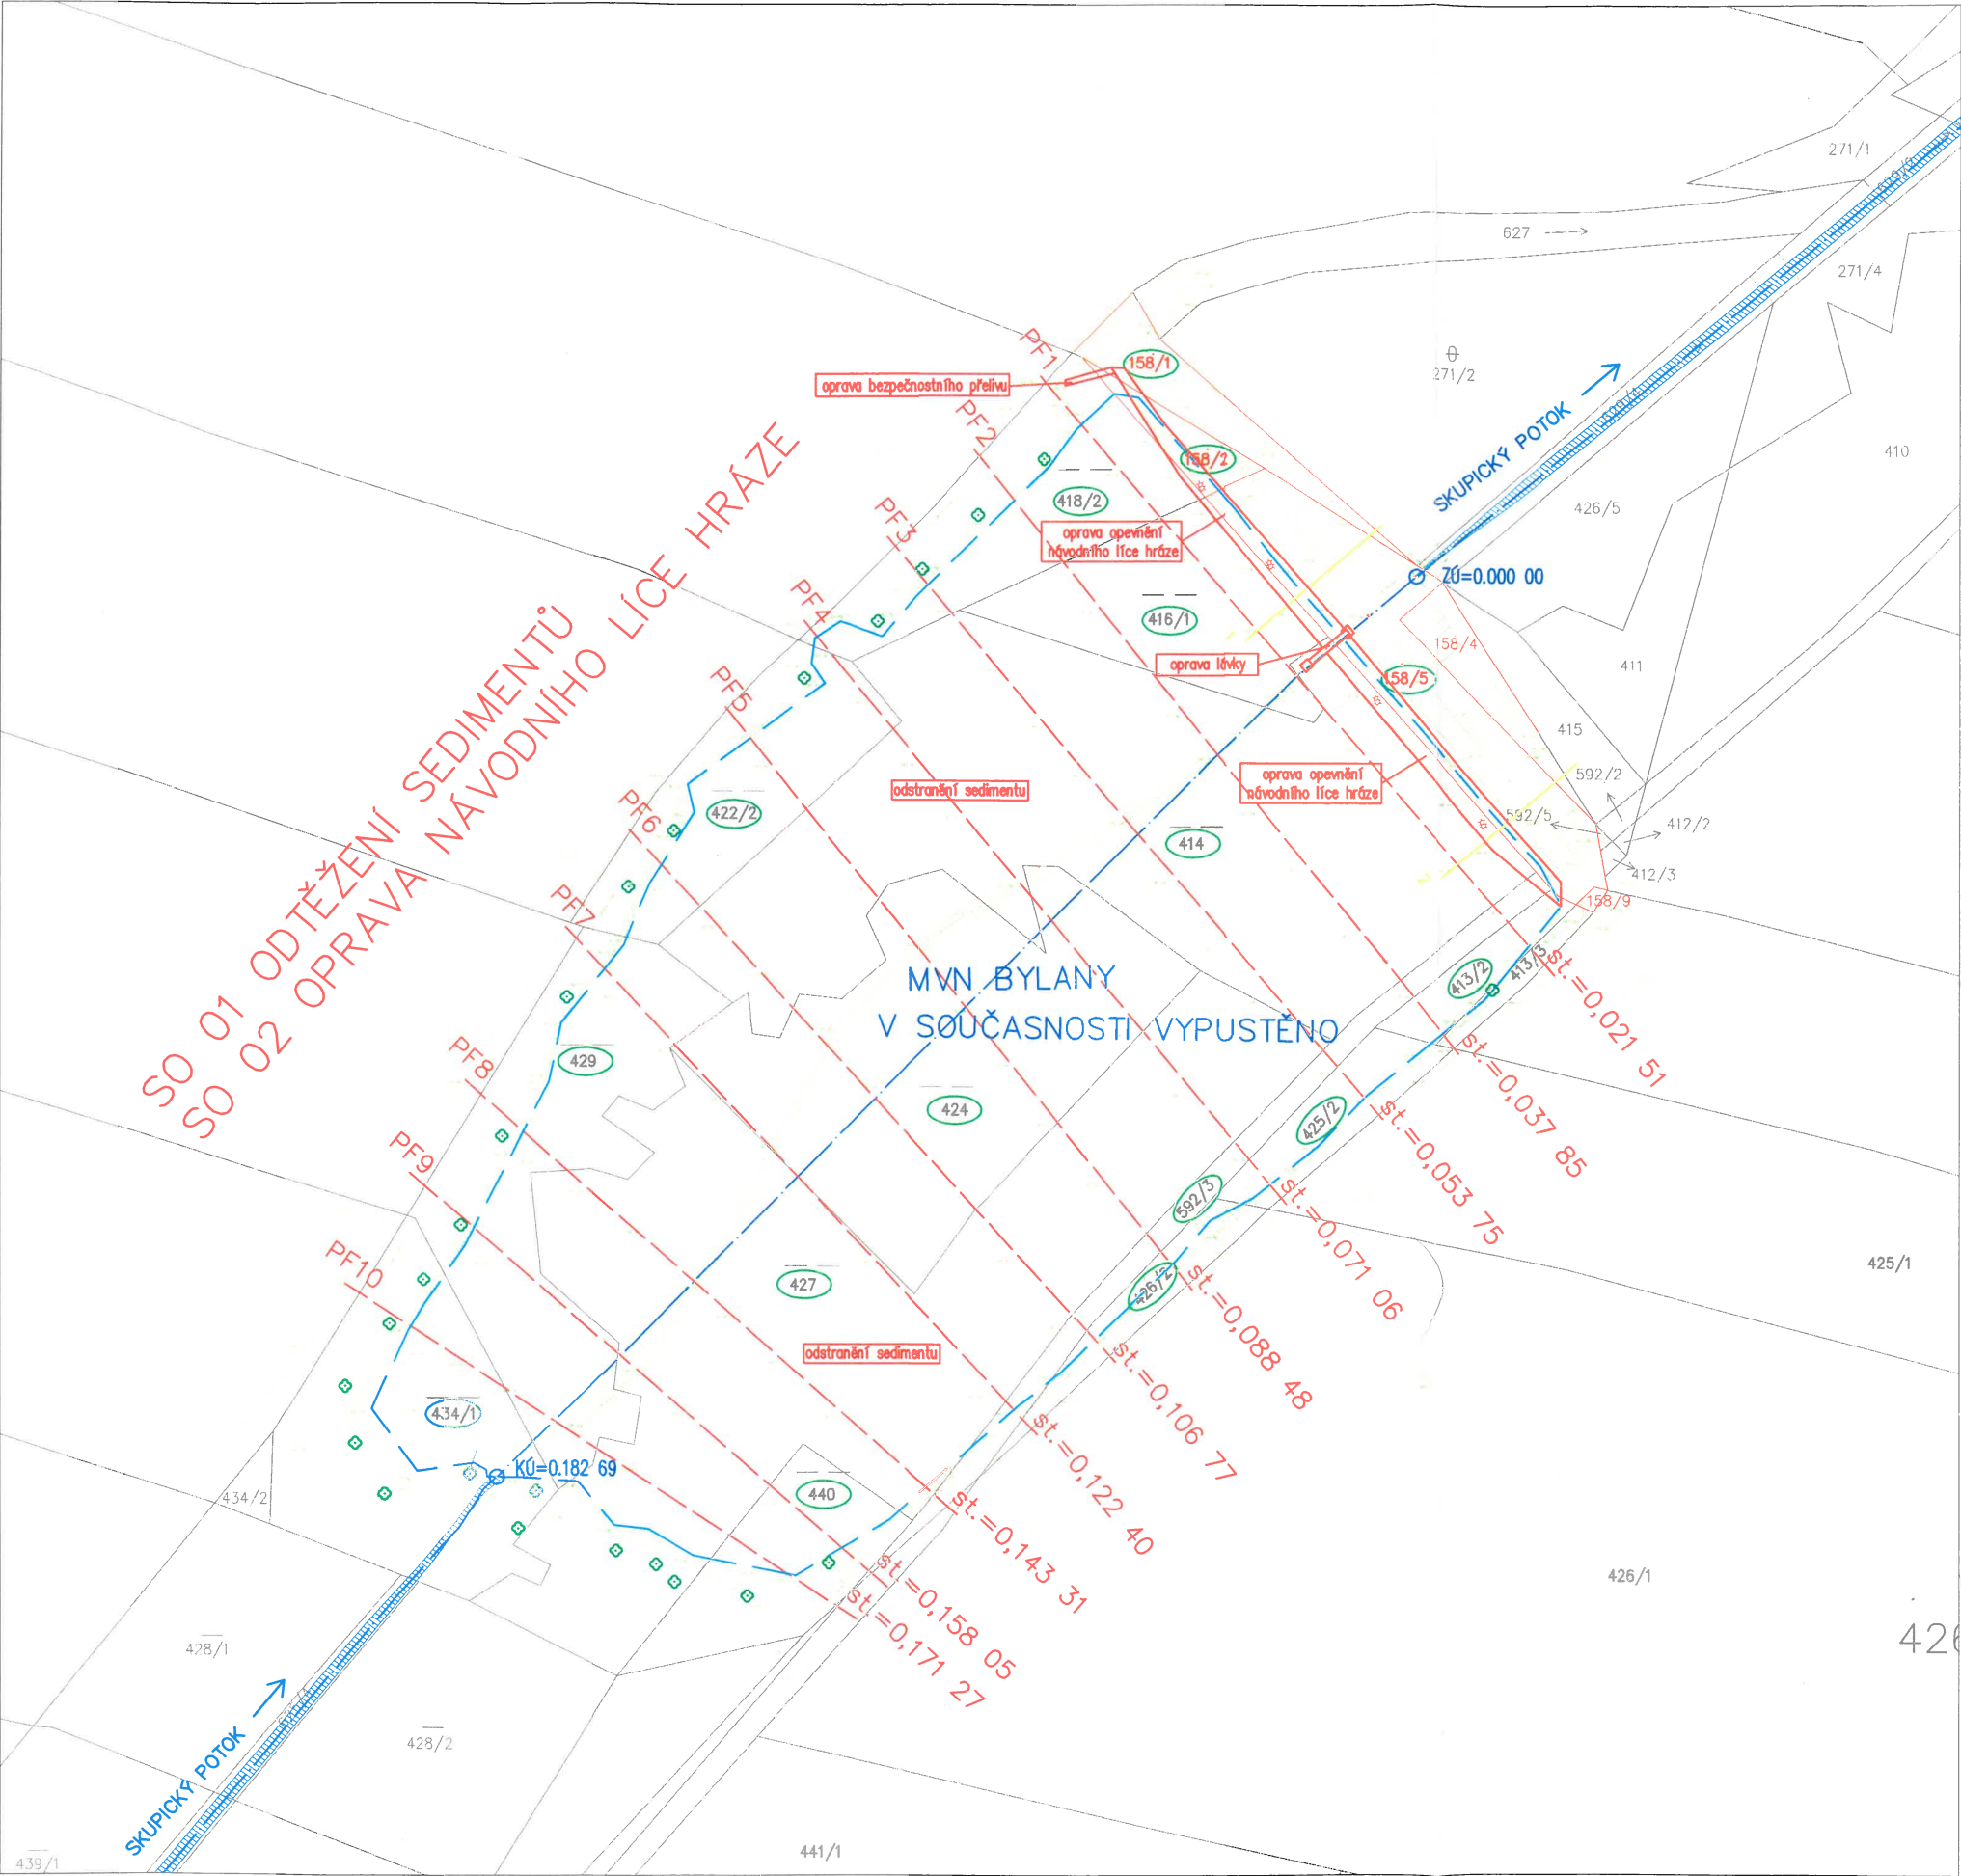 271/1
627
271/4
271/2
410
426/5
SKUPICKÝ POTOK
ZÚ=0.000 00
158/1
158/2
oprava bezpečnostního přelivu
PF1
PF2
PF3
PF4
PF5
PF6
PF7
PF8
PF9
PF10
418/2
oprava opevnění
návodního líce hráze
416/1
oprava lávky
158/5
158/4
411
415
592/2
592/5
412/2
412/3
158/9
oprava opevnění
návodního líce hráze
odstranění sedimentu
422/2
414
SO 01 ODTĚŽENÍ SEDIMENTŮ
SO 02 OPRAVA NÁVODNÍHO LÍCE HRÁZE
MVN BYLANY
V SOUČASNOSTI VYPUSTĚNO
413/2
413/3
429
424
425/2
592/3
426/2
427
odstranění sedimentu
st.=0,021 51
st.=0,037 85
st.=0,053 75
st.=0,071 06
st.=0,088 48
st.=0,106 77
st.=0,122 40
st.=0,143 31
st.=0,158 05
st.=0,171 27
425/1
434/1
KÚ=0.182 69
434/2
440
426/1
426
428/1
428/2
SKUPICKÝ POTOK
439/1
441/1